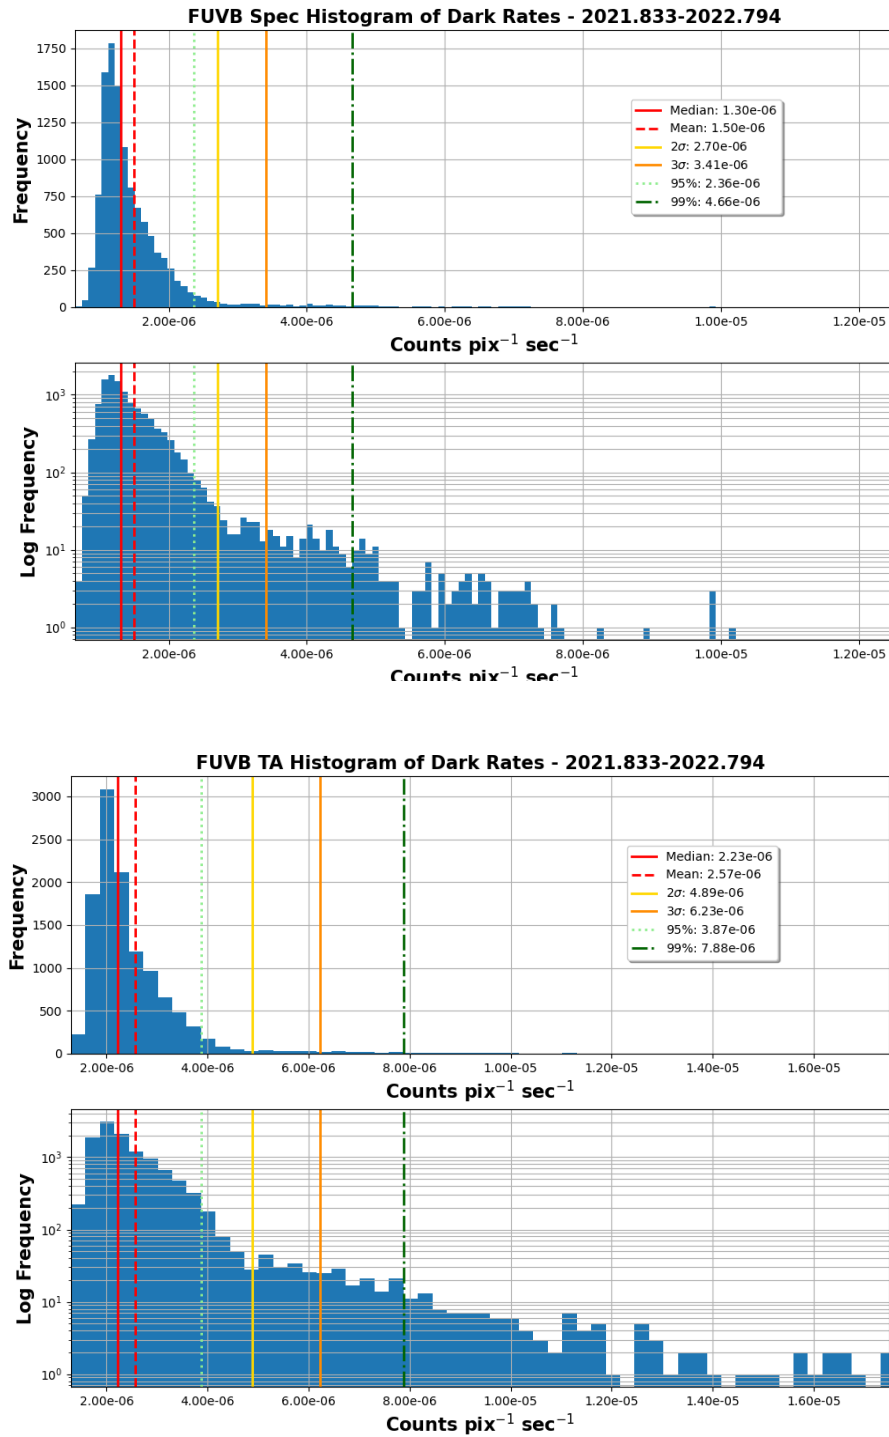 FUVB Spec Histogram of Dark Rates - 2021.833-2022.794
Frequency
1750
1500
1250
1000
750
500
250
0
Median: 1.30e-06
Mean: 1.50e-06
2σ: 2.70e-06
3σ: 3.41e-06
95%: 2.36e-06
99%: 4.66e-06
2.00e-06 4.00e-06 6.00e-06 8.00e-06 1.00e-05 1.20e-05
Counts pix⁻¹ sec⁻¹
Log Frequency
10³
10²
10¹
10⁰
2.00e-06 4.00e-06 6.00e-06 8.00e-06 1.00e-05 1.20e-05
Counts pix⁻¹ sec⁻¹
FUVB TA Histogram of Dark Rates - 2021.833-2022.794
Frequency
3000
2500
2000
1500
1000
500
0
Median: 2.23e-06
Mean: 2.57e-06
2σ: 4.89e-06
3σ: 6.23e-06
95%: 3.87e-06
99%: 7.88e-06
2.00e-06 4.00e-06 6.00e-06 8.00e-06 1.00e-05 1.20e-05 1.40e-05 1.60e-05
Counts pix⁻¹ sec⁻¹
Log Frequency
10³
10²
10¹
10⁰
2.00e-06 4.00e-06 6.00e-06 8.00e-06 1.00e-05 1.20e-05 1.40e-05 1.60e-05
Counts pix⁻¹ sec⁻¹